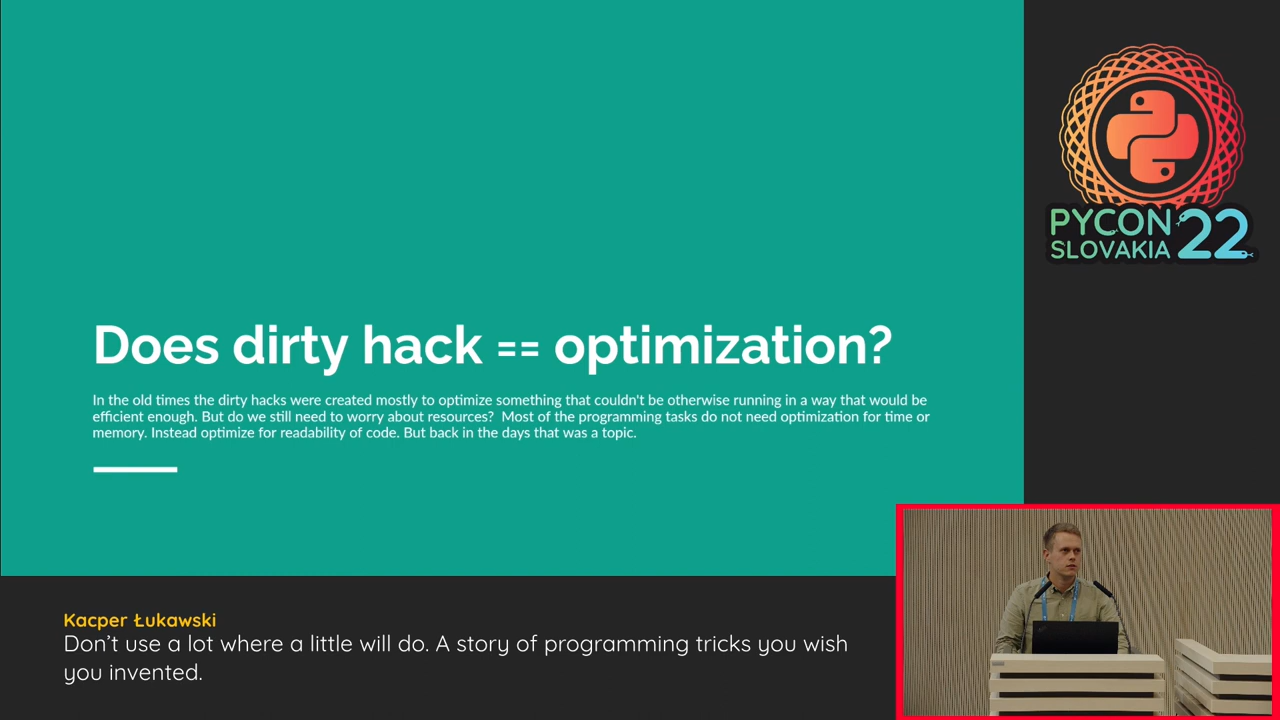 Does dirty hack == optimization?
In the old times the dirty hacks were created mostly to optimize something that couldn't be otherwise running in a way that would be
efficient enough. But do we still need to worry about resources?  Most of the programming tasks do not need optimization for time or
memory. Instead optimize for readability of code. But back in the days that was a topic.
PYCON
SLOVAKIA 22
Kacper Łukawski
Don’t use a lot where a little will do. A story of programming tricks you wish
you invented.